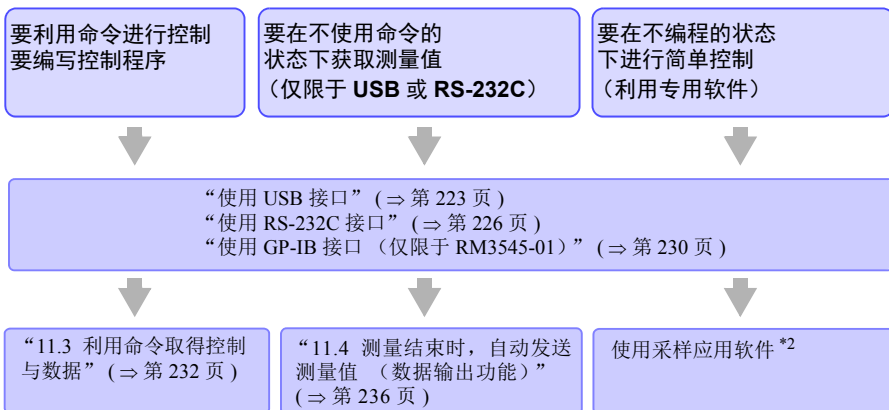 要利用命令进行控制
要编写控制程序
要在不使用命令的
状态下获取测量值
（仅限于 USB 或 RS-232C）
要在不编程的状态
下进行简单控制
（利用专用软件）
“使用 USB 接口” ( ⇒ 第 223 页 )
“使用 RS-232C 接口” ( ⇒ 第 226 页 )
“使用 GP-IB 接口 （仅限于 RM3545-01）” ( ⇒ 第 230 页 )
“11.3 利用命令取得控制
与数据” ( ⇒ 第 232 页 )
“11.4 测量结束时，自动发送
测量值 （数据输出功能）”
( ⇒ 第 236 页 )
使用采样应用软件 *2